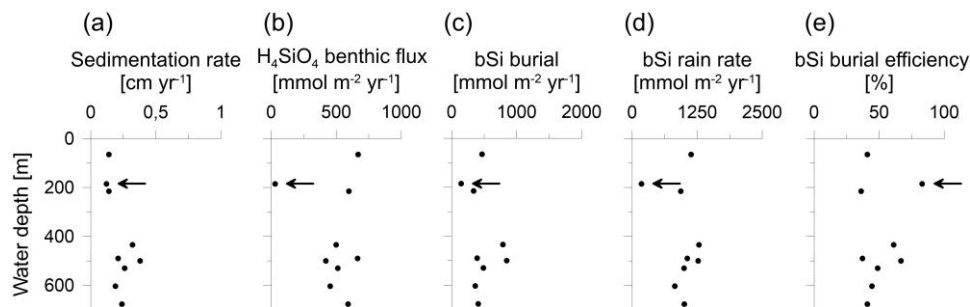 (a)
Sedimentation rate
[cm yr⁻¹]
0 0,5 1
(b)
H₄SiO₄ benthic flux
[mmol m⁻² yr⁻¹]
0 500 1000
(c)
bSi burial
[mmol m⁻² yr⁻¹]
0 1000 2000
(d)
bSi rain rate
[mmol m⁻² yr⁻¹]
0 1250 2500
(e)
bSi burial efficiency
[%]
0 50 100
Water depth [m]
0
200
400
600